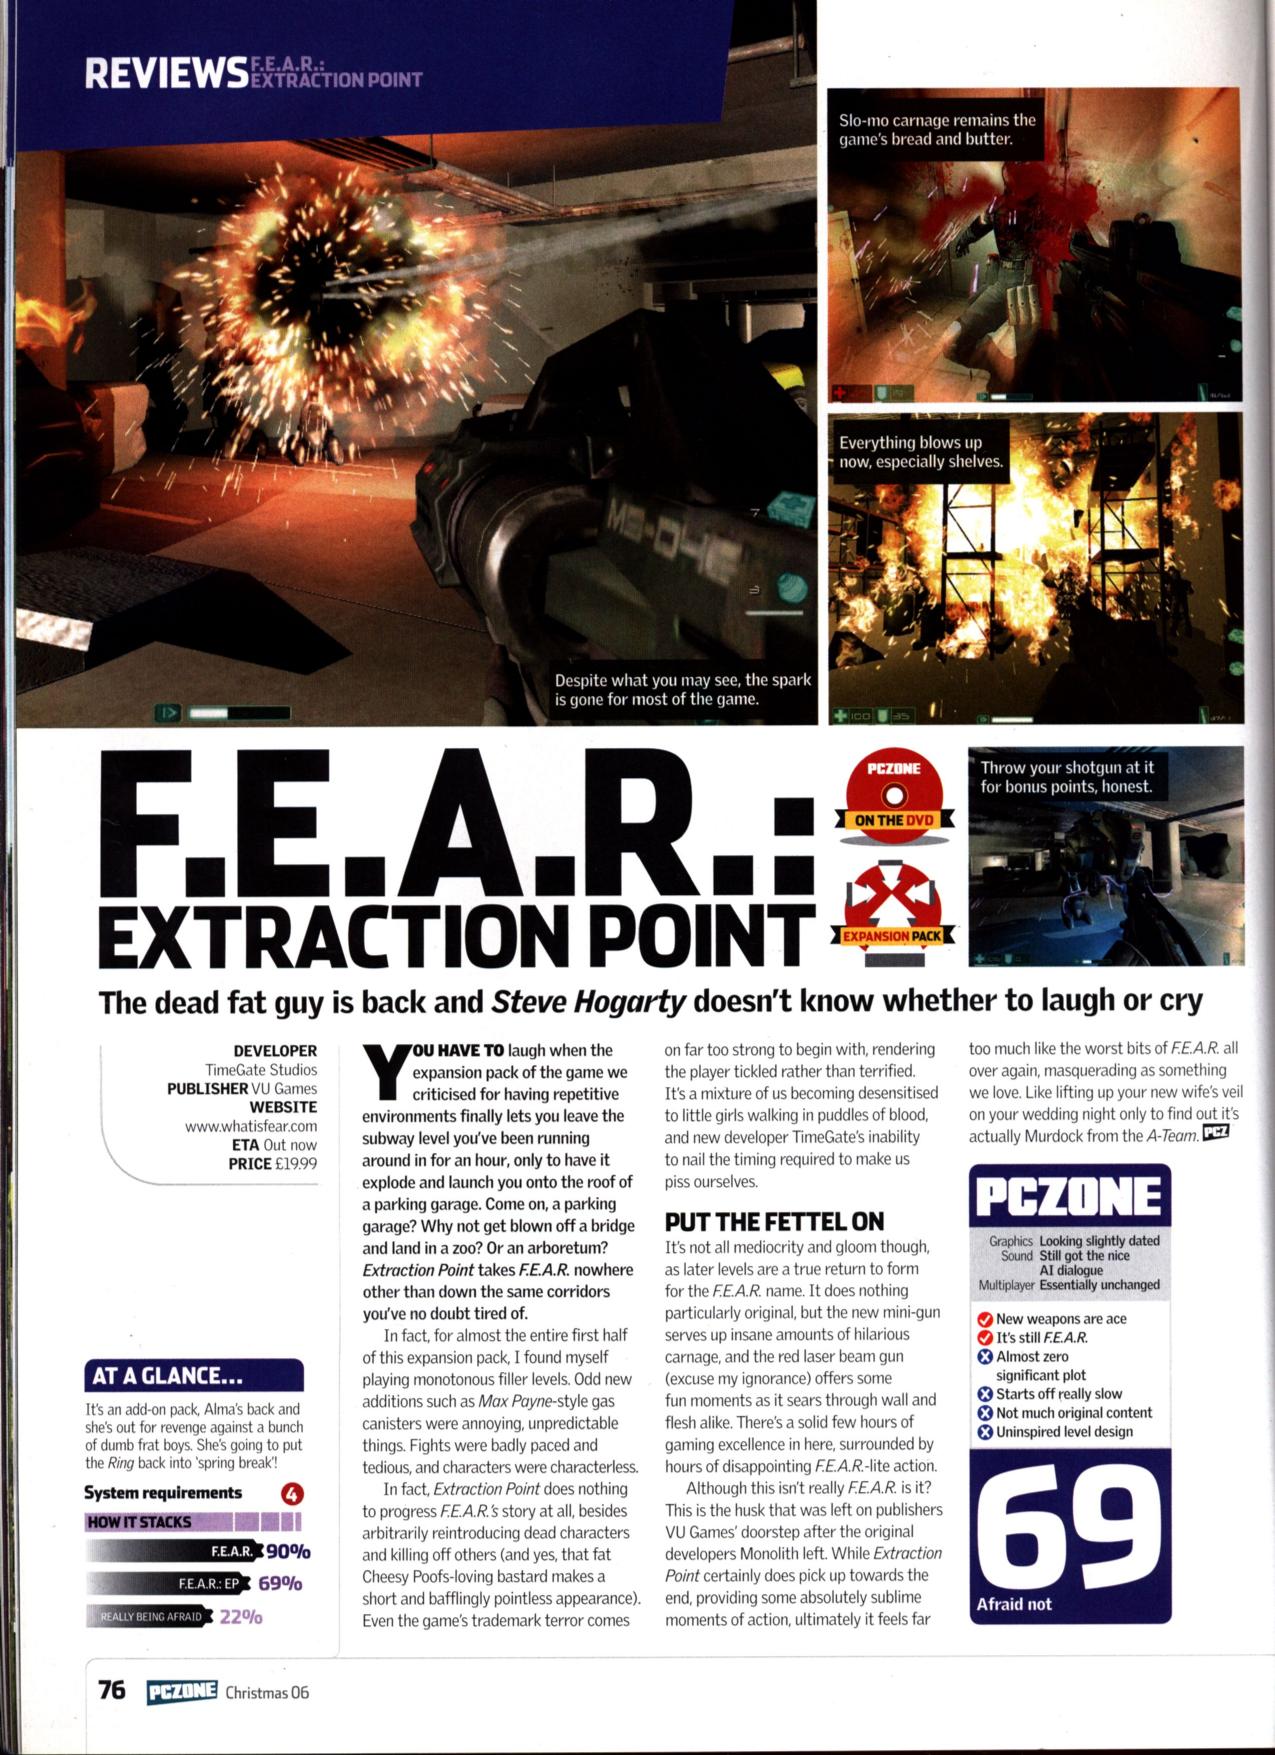 REVIEWS F.E.A.R.:
EXTRACTION POINT
Slo-mo carnage remains the
game's bread and butter.
Everything blows up
now, especially shelves.
Despite what you may see, the spark
is gone for most of the game.
100
35
F.E.A.R.:
EXTRACTION POINT
PCZONE
ON THE DVD
EXPANSION PACK
Throw your shotgun at it
for bonus points, honest.
The dead fat guy is back and Steve Hogarty doesn't know whether to laugh or cry
DEVELOPER
TimeGate Studios
PUBLISHER VU Games
WEBSITE
www.whatisfear.com
ETA Out now
PRICE £19.99
AT A GLANCE...
It's an add-on pack, Alma's back and
she's out for revenge against a bunch
of dumb frat boys. She's going to put
the Ring back into 'spring break'!
System requirements 4
HOW IT STACKS
F.E.A.R. 90%
F.E.A.R.: EP 69%
REALLY BEING AFRAID 22%
YOU HAVE TO laugh when the
expansion pack of the game we
criticised for having repetitive
environments finally lets you leave the
subway level you've been running
around in for an hour, only to have it
explode and launch you onto the roof of
a parking garage. Come on, a parking
garage? Why not get blown off a bridge
and land in a zoo? Or an arboretum?
Extraction Point takes F.E.A.R. nowhere
other than down the same corridors
you've no doubt tired of.
In fact, for almost the entire first half
of this expansion pack, I found myself
playing monotonous filler levels. Odd new
additions such as Max Payne-style gas
canisters were annoying, unpredictable
things. Fights were badly paced and
tedious, and characters were characterless.
In fact, Extraction Point does nothing
to progress F.E.A.R.'s story at all, besides
arbitrarily reintroducing dead characters
and killing off others (and yes, that fat
Cheesy Poofs-loving bastard makes a
short and bafflingly pointless appearance).
Even the game's trademark terror comes
on far too strong to begin with, rendering
the player tickled rather than terrified.
It's a mixture of us becoming desensitised
to little girls walking in puddles of blood,
and new developer TimeGate's inability
to nail the timing required to make us
piss ourselves.
PUT THE FETTEL ON
It's not all mediocrity and gloom though,
as later levels are a true return to form
for the F.E.A.R. name. It does nothing
particularly original, but the new mini-gun
serves up insane amounts of hilarious
carnage, and the red laser beam gun
(excuse my ignorance) offers some
fun moments as it sears through wall and
flesh alike. There's a solid few hours of
gaming excellence in here, surrounded by
hours of disappointing F.E.A.R.-lite action.
Although this isn't really F.E.A.R. is it?
This is the husk that was left on publishers
VU Games' doorstep after the original
developers Monolith left. While Extraction
Point certainly does pick up towards the
end, providing some absolutely sublime
moments of action, ultimately it feels far
too much like the worst bits of F.E.A.R. all
over again, masquerading as something
we love. Like lifting up your new wife's veil
on your wedding night only to find out it's
actually Murdock from the A-Team. PCZ
PCZONE
Graphics Looking slightly dated
Sound Still got the nice
AI dialogue
Multiplayer Essentially unchanged
New weapons are ace
It's still F.E.A.R.
Almost zero
significant plot
Starts off really slow
Not much original content
Uninspired level design
69
Afraid not
76 PCZONE Christmas 06